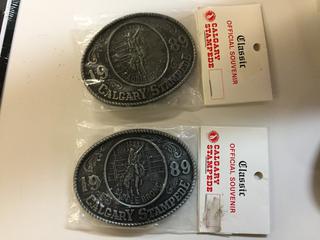 19 89
CALGARY STAMPEDE
Classic
OFFICIAL SOUVENIR
CALGARY
STAMPEDE
19 89
CALGARY STAMPEDE
Classic
OFFICIAL SOUVENIR
CALGARY
STAMPEDE